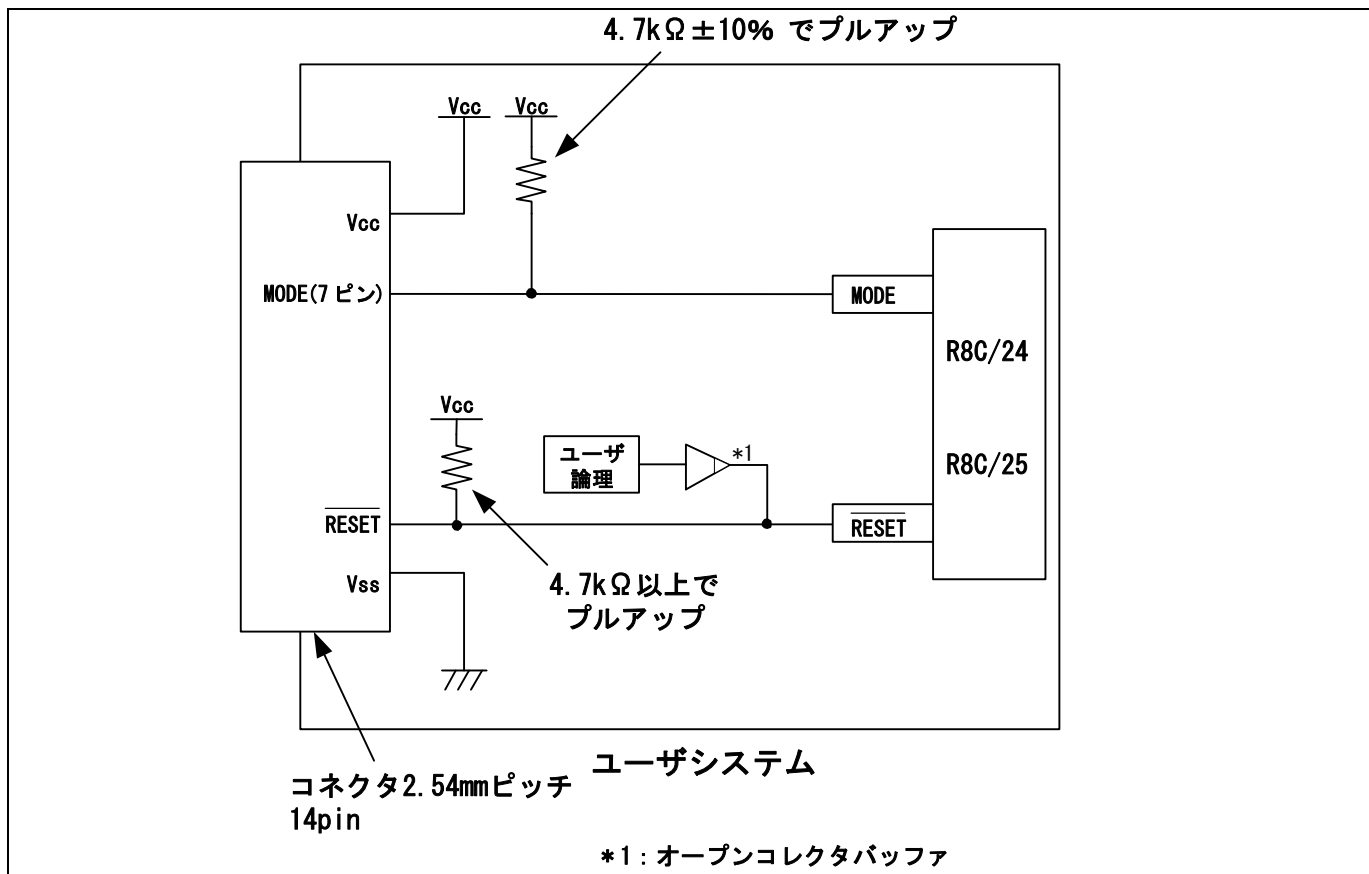 4.7kΩ±10% でプルアップ
Vcc
Vcc
Vcc
MODE(7 ピン)
MODE
R8C/24
Vcc
ユーザ
論理
*1
R8C/25
RESET
RESET
Vss
4.7kΩ以上で
プルアップ
ユーザシステム
コネクタ2.54mmピッチ
14pin
*1:オープンコレクタバッファ